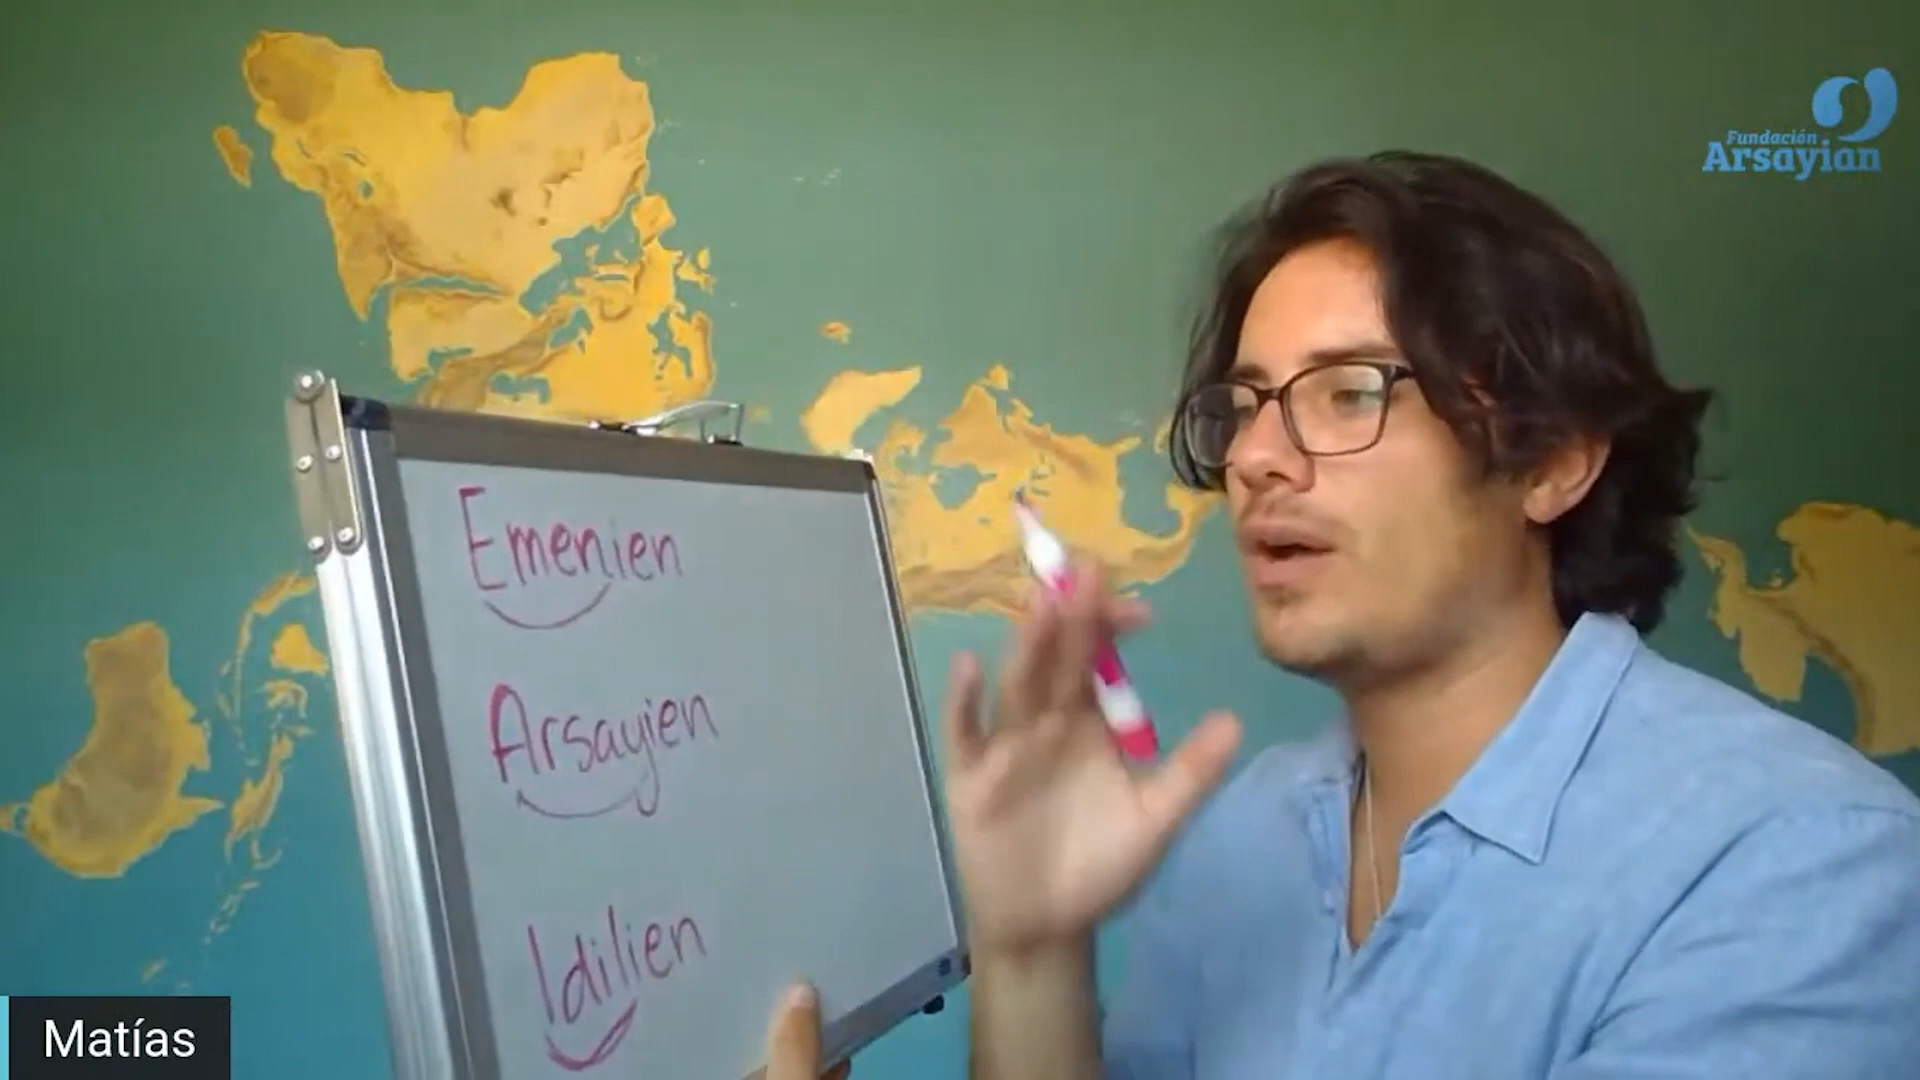 Fundación
Arsayian
Emenien
Arsayien
Idilien
Matías